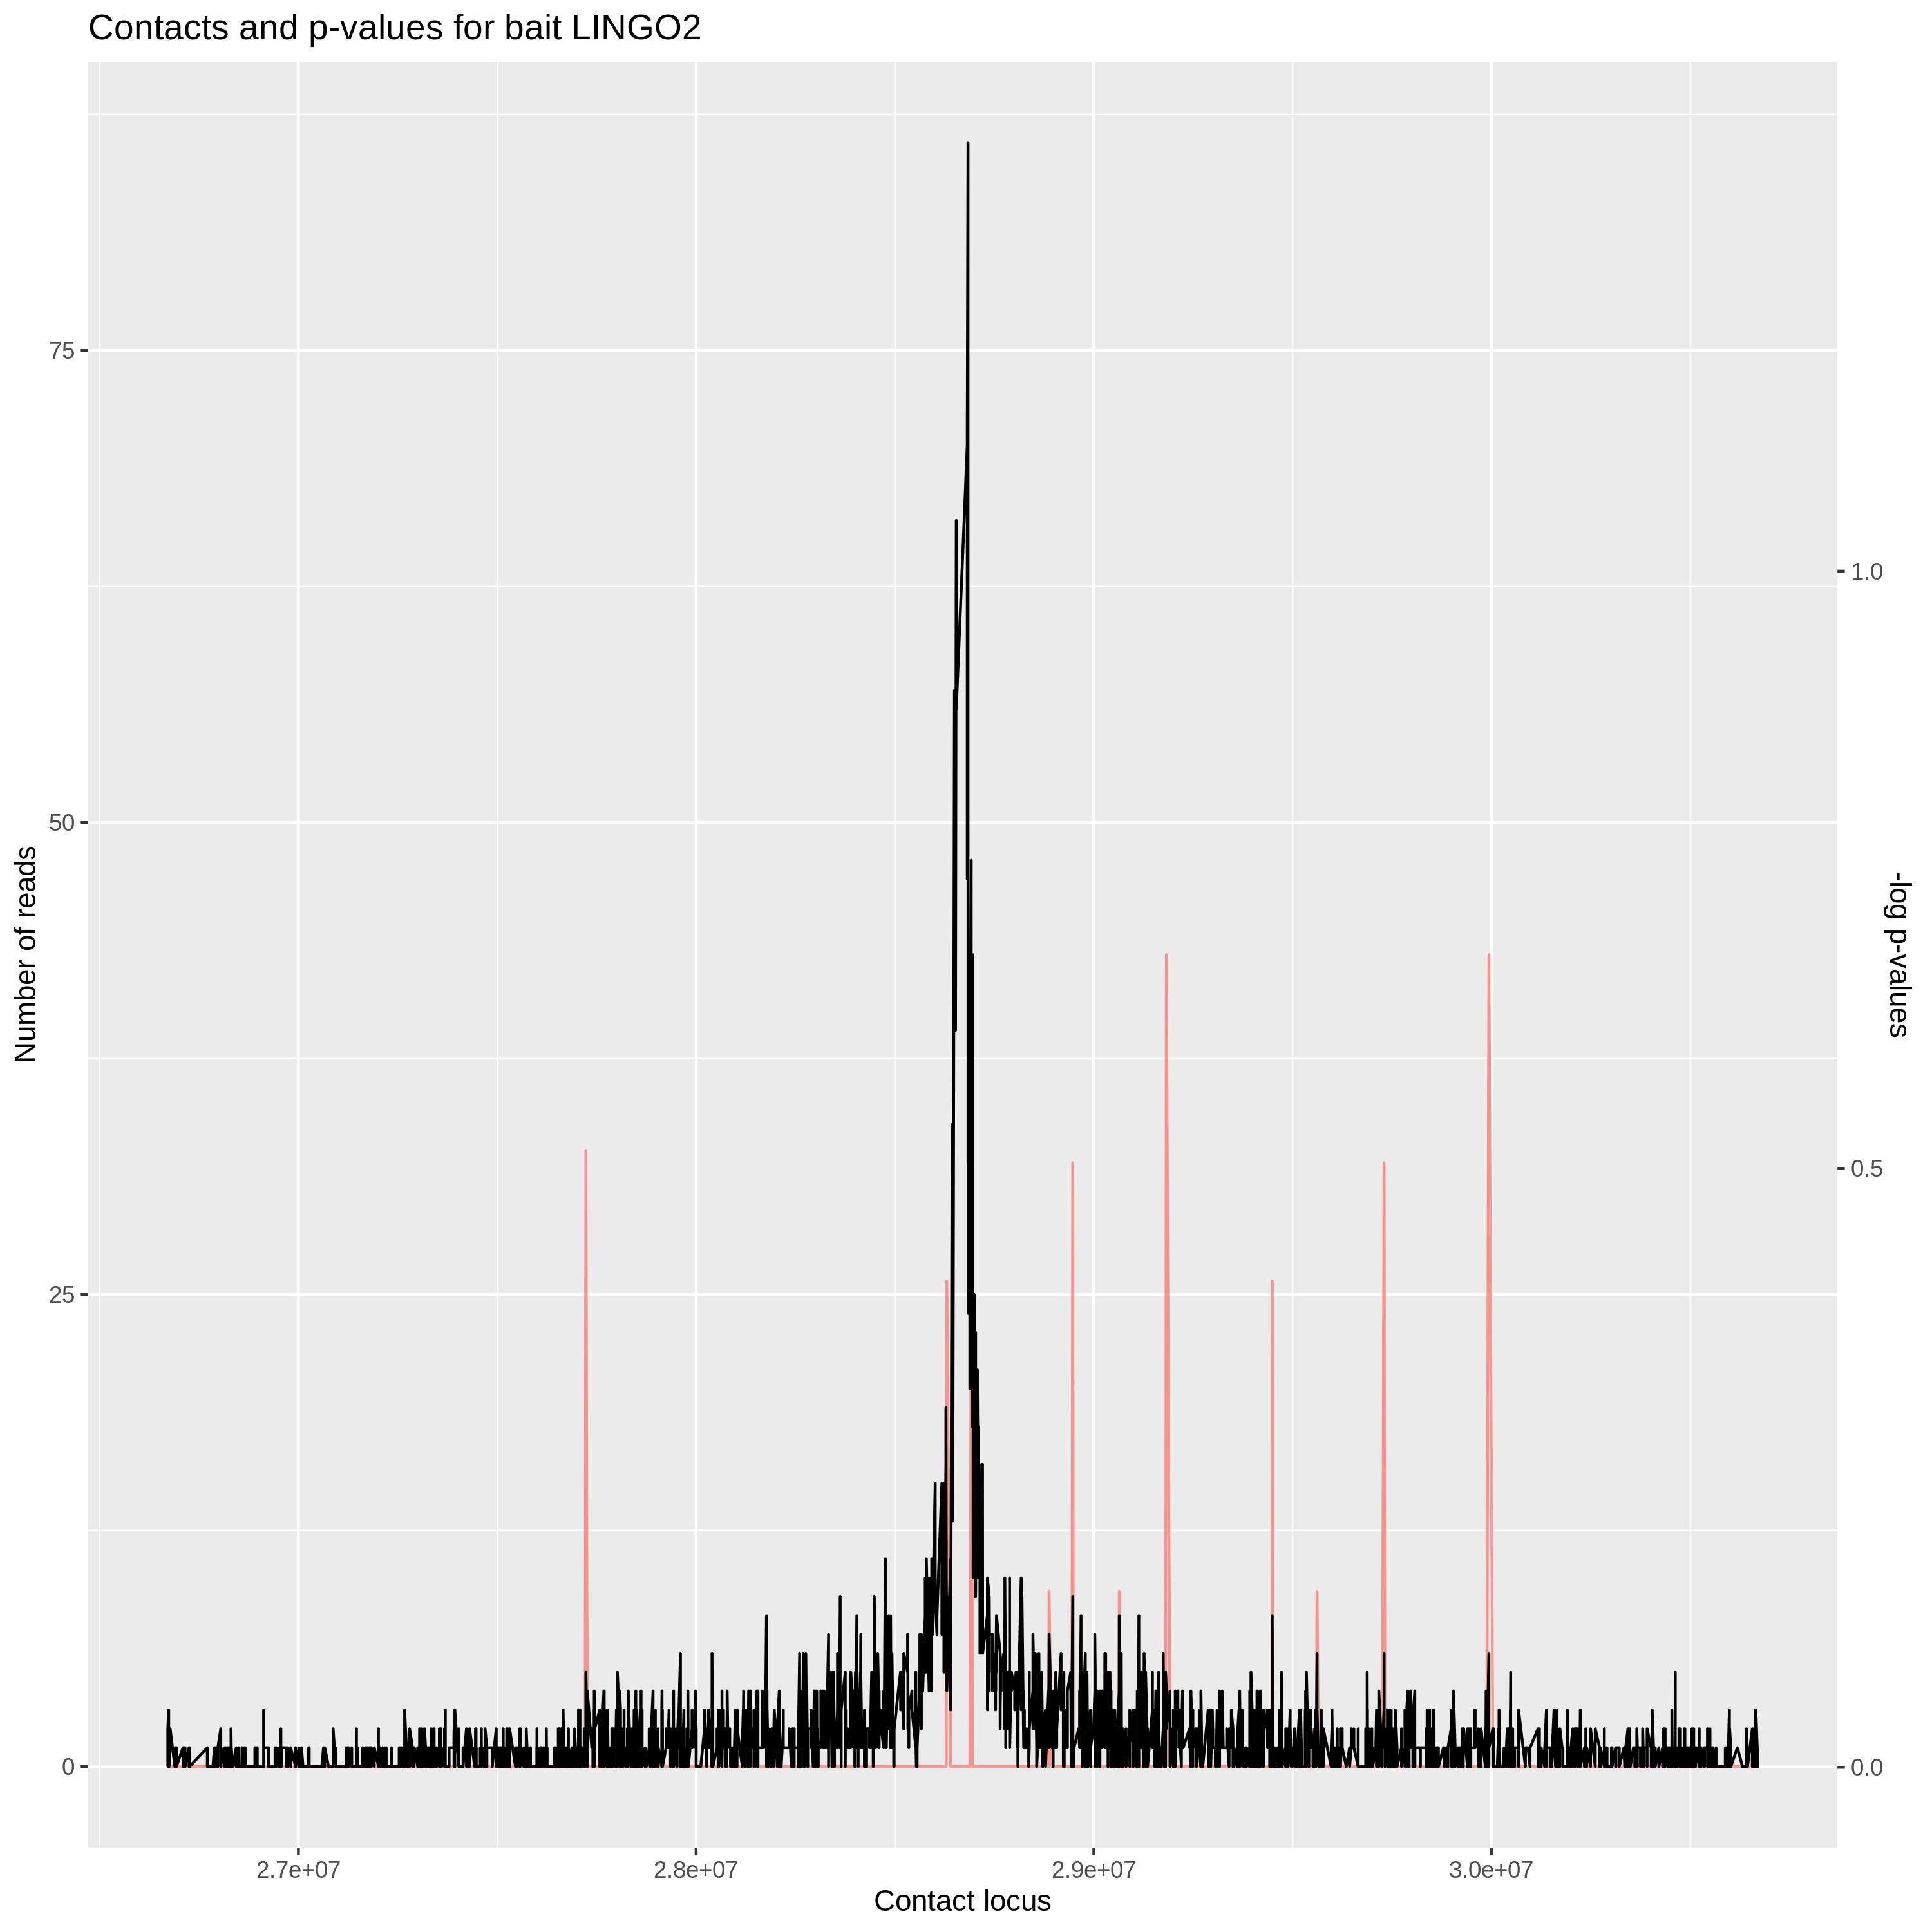 Contacts and p-values for bait LINGO2
75
50
25
0
Number of reads
1.0
0.5
0.0
-log p-values
2.7e+07 2.8e+07 2.9e+07 3.0e+07
Contact locus